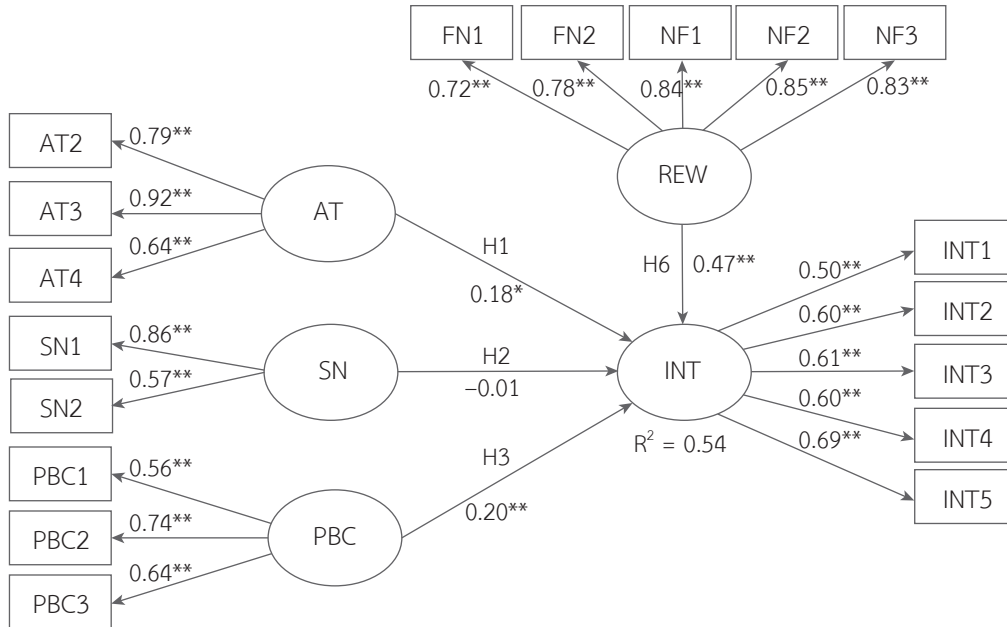 FN1 FN2 NF1 NF2 NF3
0.72** 0.78** 0.84** 0.85** 0.83**
REW
AT2
0.79**
AT3
0.92**
AT4
0.64**
AT
H1
0.18*
H6 0.47**
SN1
0.86**
SN2
0.57**
SN
H2
–0.01
INT
R² = 0.54
PBC1
0.56**
PBC2
0.74**
PBC3
0.64**
PBC
H3
0.20**
0.50**
INT1
0.60**
INT2
0.61**
INT3
0.60**
INT4
0.69**
INT5